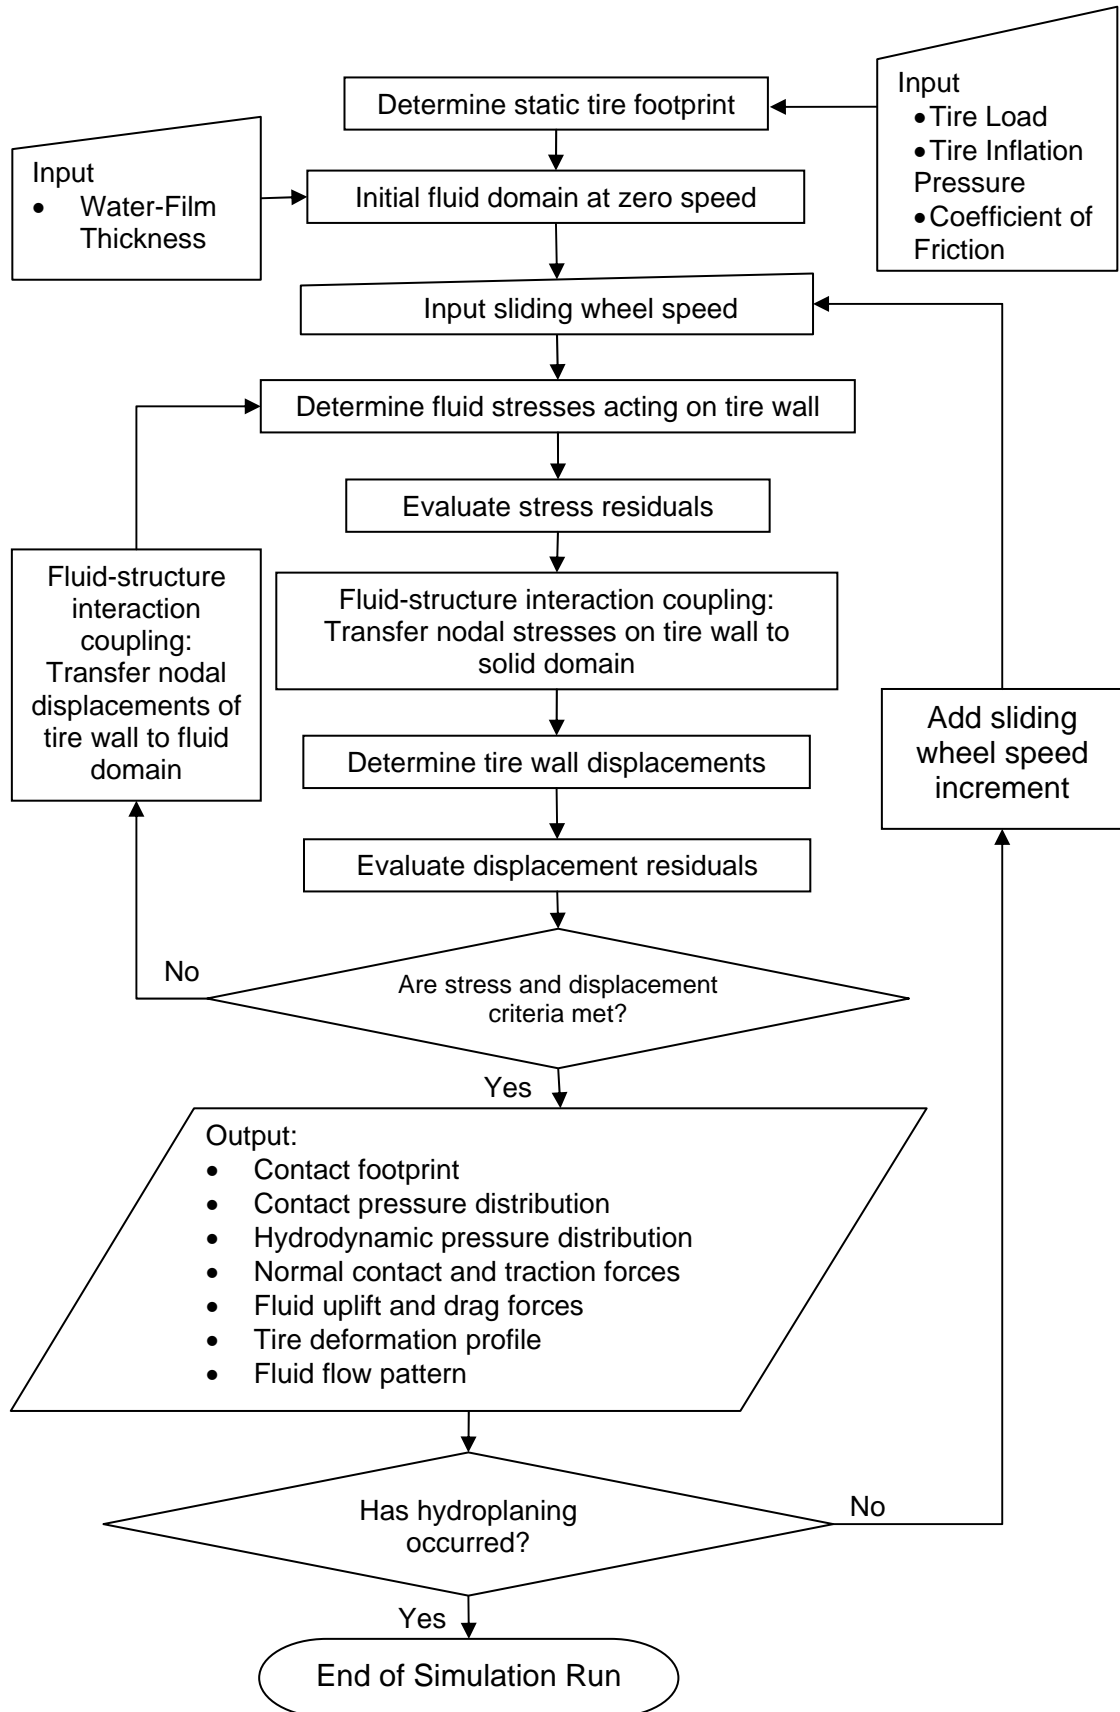 Input
•Tire Load
•Tire Inflation
Pressure
•Coefficient of
Friction
Determine static tire footprint
Input
• Water-Film
Thickness
Initial fluid domain at zero speed
Input sliding wheel speed
Determine fluid stresses acting on tire wall
Evaluate stress residuals
Fluid-structure
interaction
coupling:
Transfer nodal
displacements of
tire wall to fluid
domain
Fluid-structure interaction coupling:
Transfer nodal stresses on tire wall to
solid domain
Add sliding
wheel speed
increment
Determine tire wall displacements
Evaluate displacement residuals
No
Are stress and displacement
criteria met?
Yes
Output:
• Contact footprint
• Contact pressure distribution
• Hydrodynamic pressure distribution
• Normal contact and traction forces
• Fluid uplift and drag forces
• Tire deformation profile
• Fluid flow pattern
Has hydroplaning
occurred?
No
Yes
End of Simulation Run